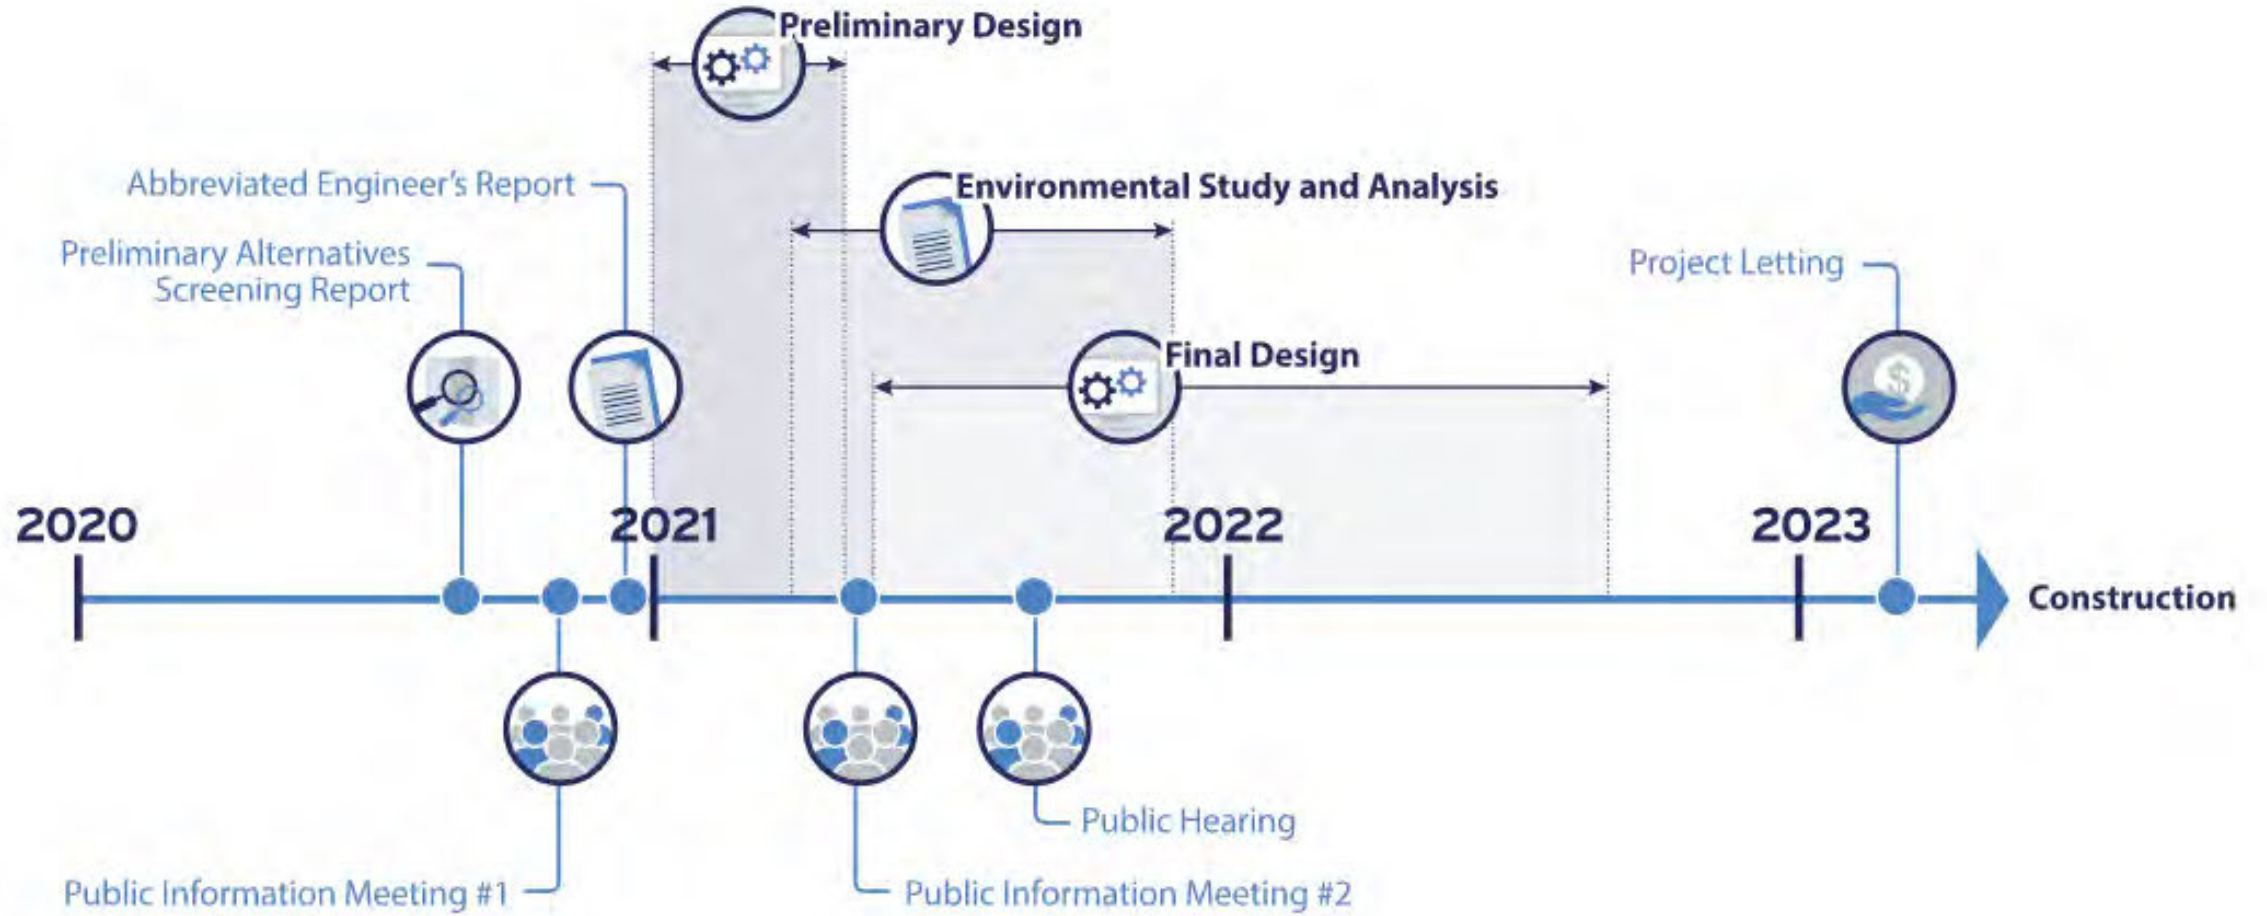 Preliminary Design
Abbreviated Engineer's Report
Environmental Study and Analysis
Preliminary Alternatives
Screening Report
Project Letting
$
Final Design
2020
2021
2022
2023
Construction
Public Hearing
Public Information Meeting #1
Public Information Meeting #2